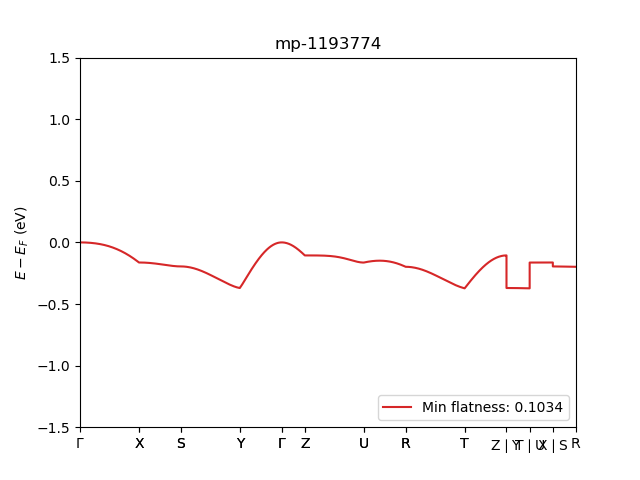 mp-1193774
E − E_F (eV)
1.5
1.0
0.5
0.0
−0.5
−1.0
−1.5
Min flatness: 0.1034
Γ X S Y Γ Z U R T Z | Y T | U X | S R